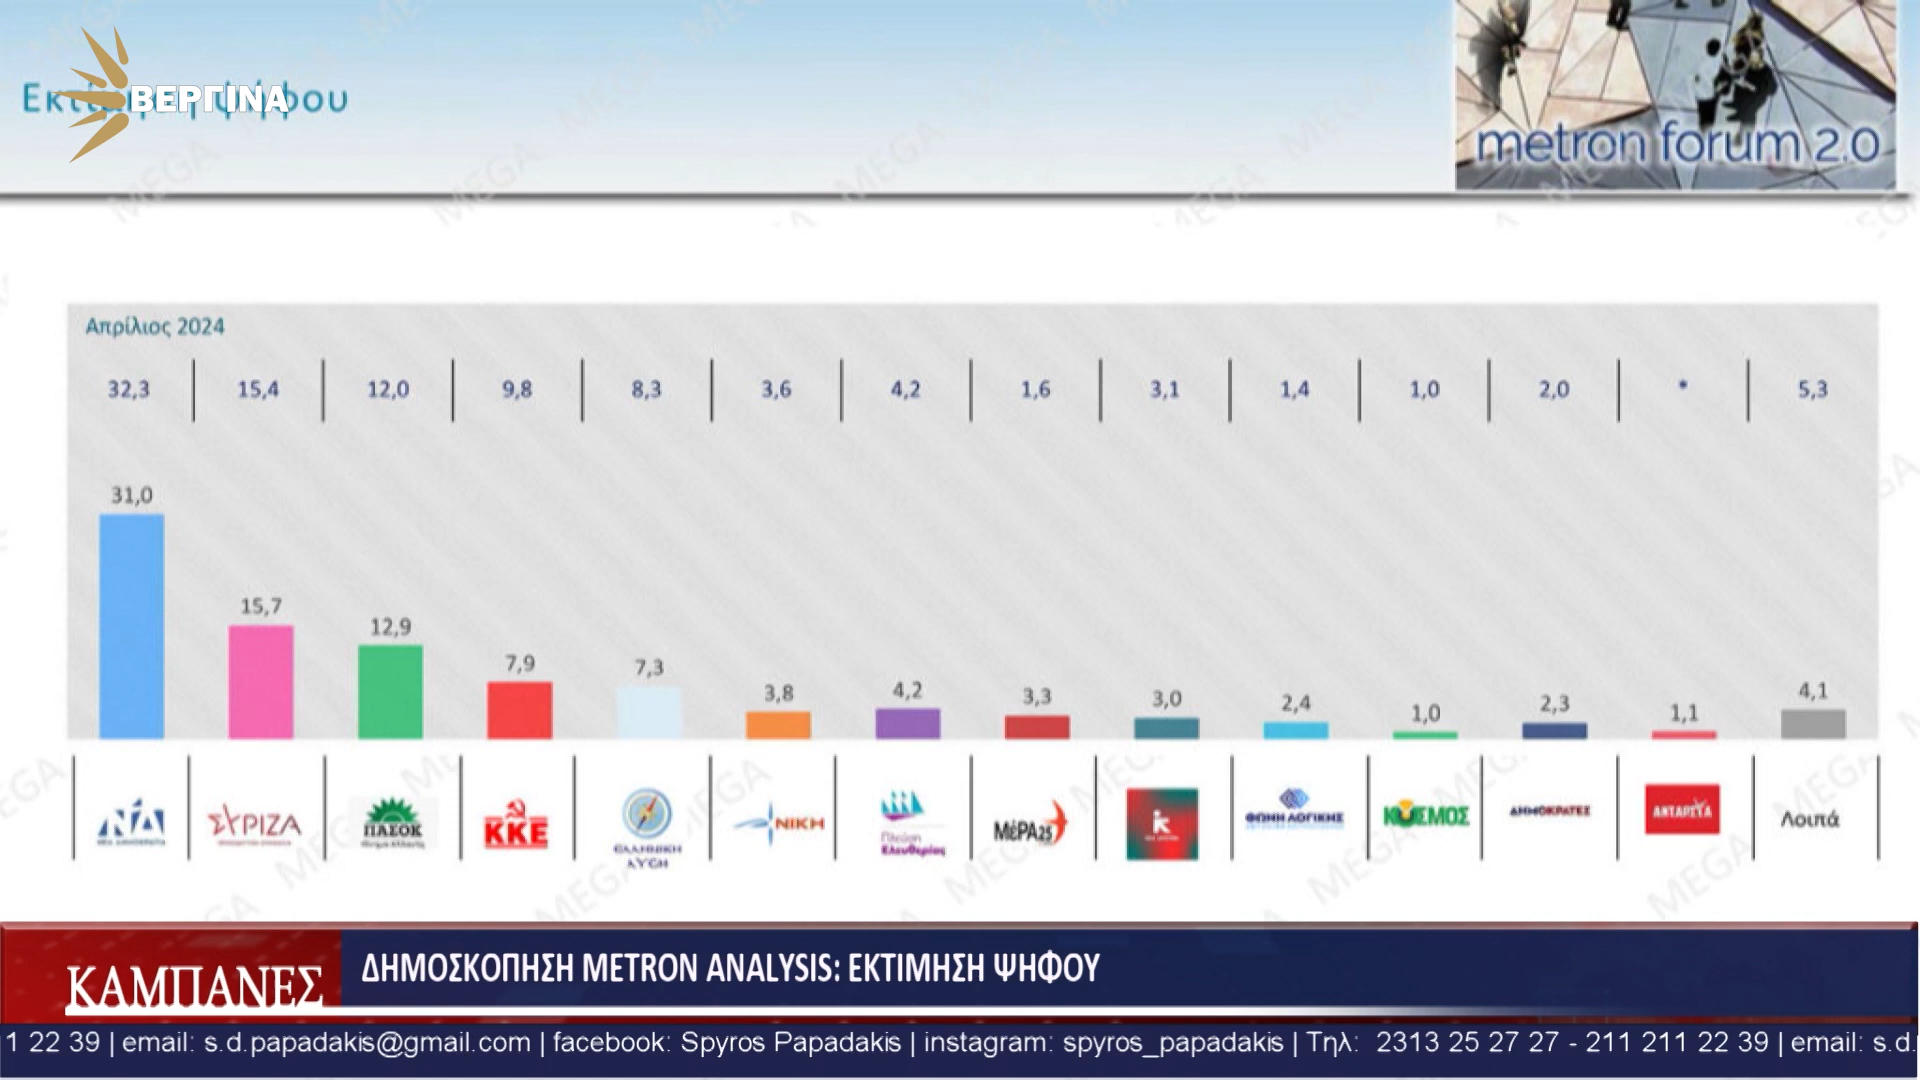 Εκτίμηση ψήφου
ΒΕΡΓΙΝΑ
metron forum 2.0
Απρίλιος 2024
32,3 15,4 12,0 9,8 8,3 3,6 4,2 1,6 3,1 1,4 1,0 2,0 * 5,3
31,0 15,7 12,9 7,9 7,3 3,8 4,2 3,3 3,0 2,4 1,0 2,3 1,1 4,1
ΝΔ ΣΥΡΙΖΑ ΠΑΣΟΚ ΚΚΕ ΕΛΛΗΝΙΚΗ ΛΥΣΗ ΝΙΚΗ Πλεύση Ελευθερίας ΜέΡΑ25 ΦΩΝΗ ΛΟΓΙΚΗΣ ΚΟΣΜΟΣ ΔΗΜΟΚΡΑΤΕΣ ΑΝΤΑΡΣΥΑ Λοιπά
ΚΑΜΠΑΝΕΣ
ΔΗΜΟΣΚΟΠΗΣΗ METRON ANALYSIS: ΕΚΤΙΜΗΣΗ ΨΗΦΟΥ
1 22 39 | email: s.d.papadakis@gmail.com | facebook: Spyros Papadakis | instagram: spyros_papadakis | Τηλ: 2313 25 27 27 - 211 211 22 39 | email: s.d.
MEGA